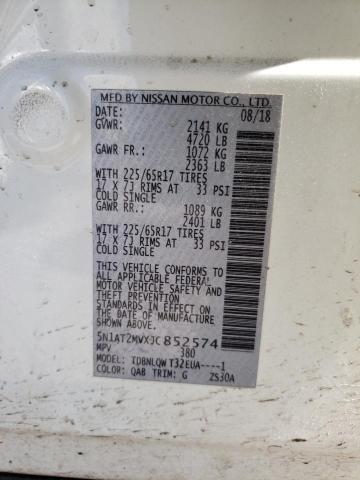 MFD BY NISSAN MOTOR CO., LTD.
DATE: 08/18
GVWR: 2141 KG
4720 LB
GAWR FR.: 1072 KG
2363 LB
WITH 225/65R17 TIRES
17 X 7J RIMS AT 33 PSI
COLD SINGLE
GAWR RR.: 1089 KG
2401 LB
WITH 225/65R17 TIRES
17 X 7J RIMS AT 33 PSI
COLD SINGLE
THIS VEHICLE CONFORMS TO
ALL APPLICABLE FEDERAL
MOTOR VEHICLE SAFETY
AND THEFT PREVENTION
STANDARDS IN EFFECT
ON THE DATE OF
MANUFACTURE SHOWN ABOVE.
5N1AT2MVXJC852574
MPV 380
MODEL: TDBNLQWT32EUA----1
COLOR: QAB TRIM: G ZS30A